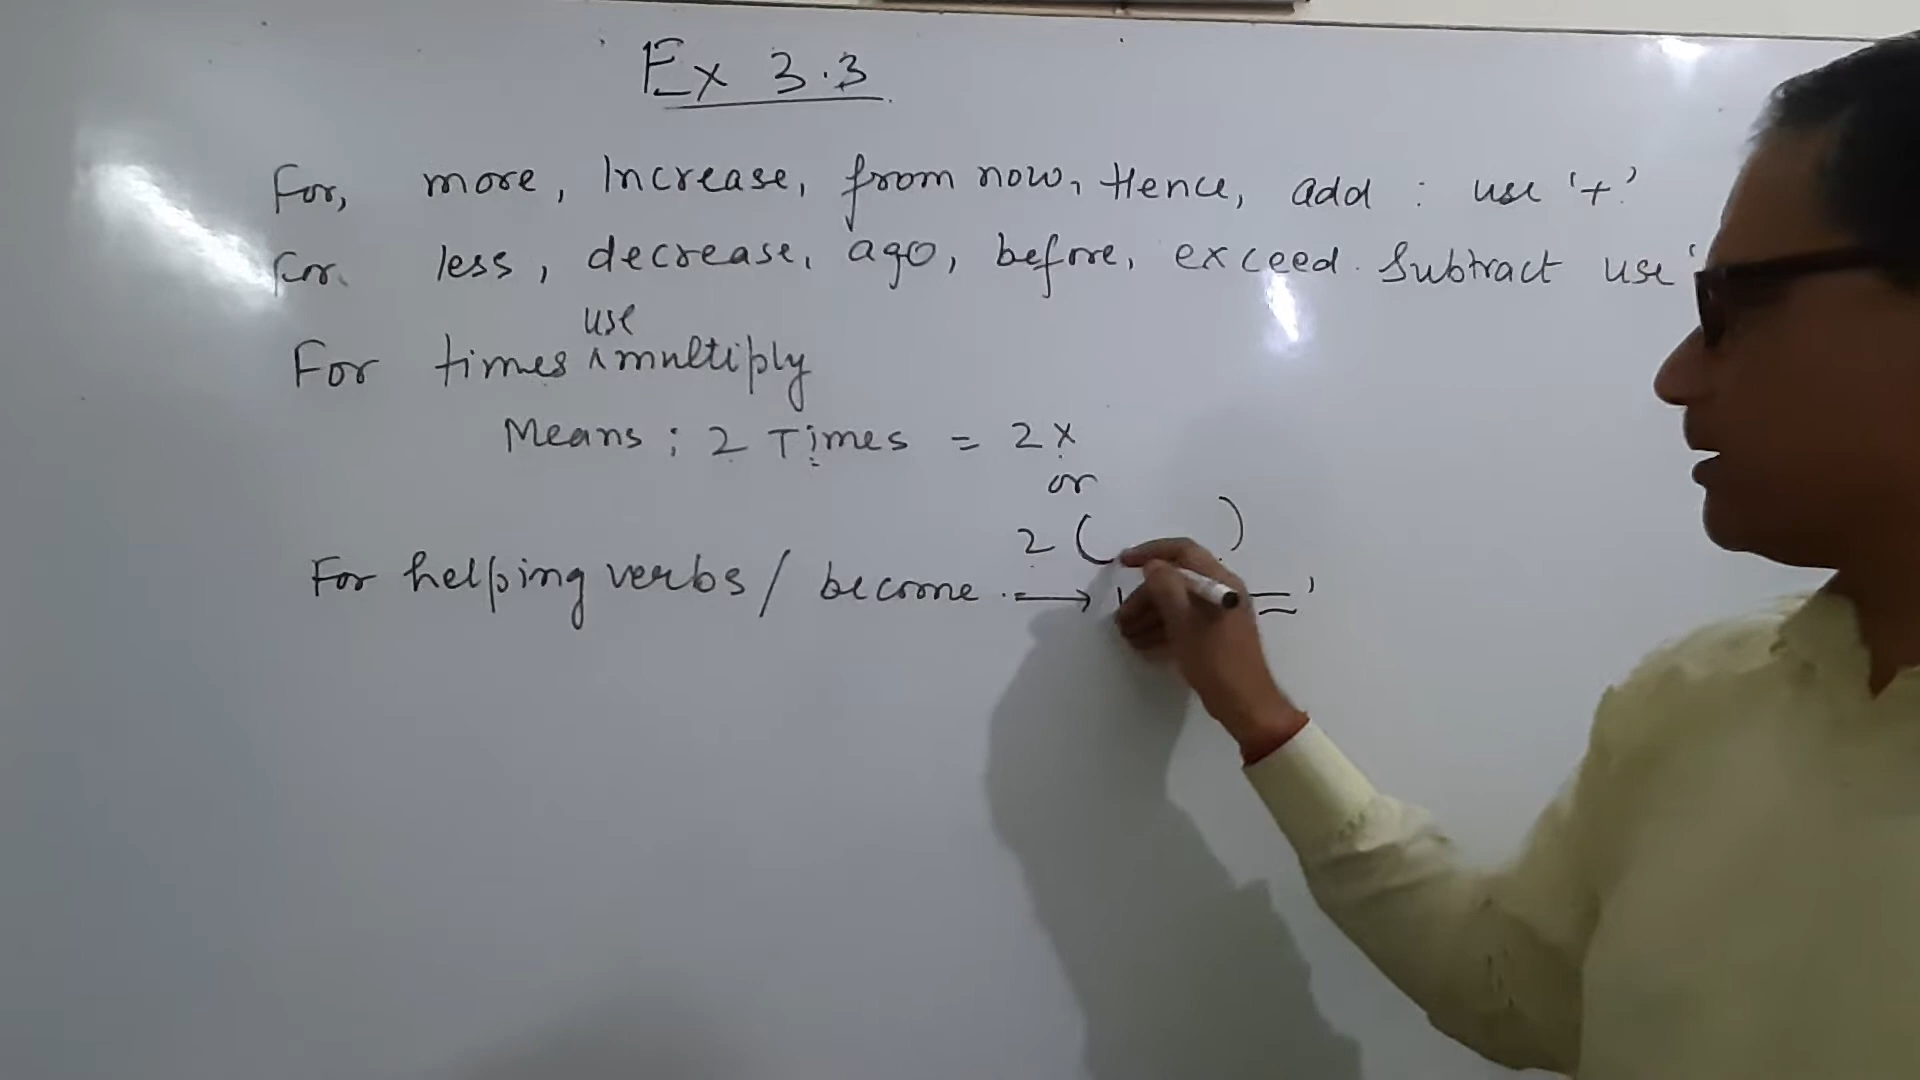 Ex 3.3
For, more, Increase, from now, Hence, add : use '+'
For. less, decrease, ago, before, exceed. Subtract use '
use
For times ^ multiply
Means ; 2 Times = 2x
or
2 ( )
For helping verbs / become . → = '